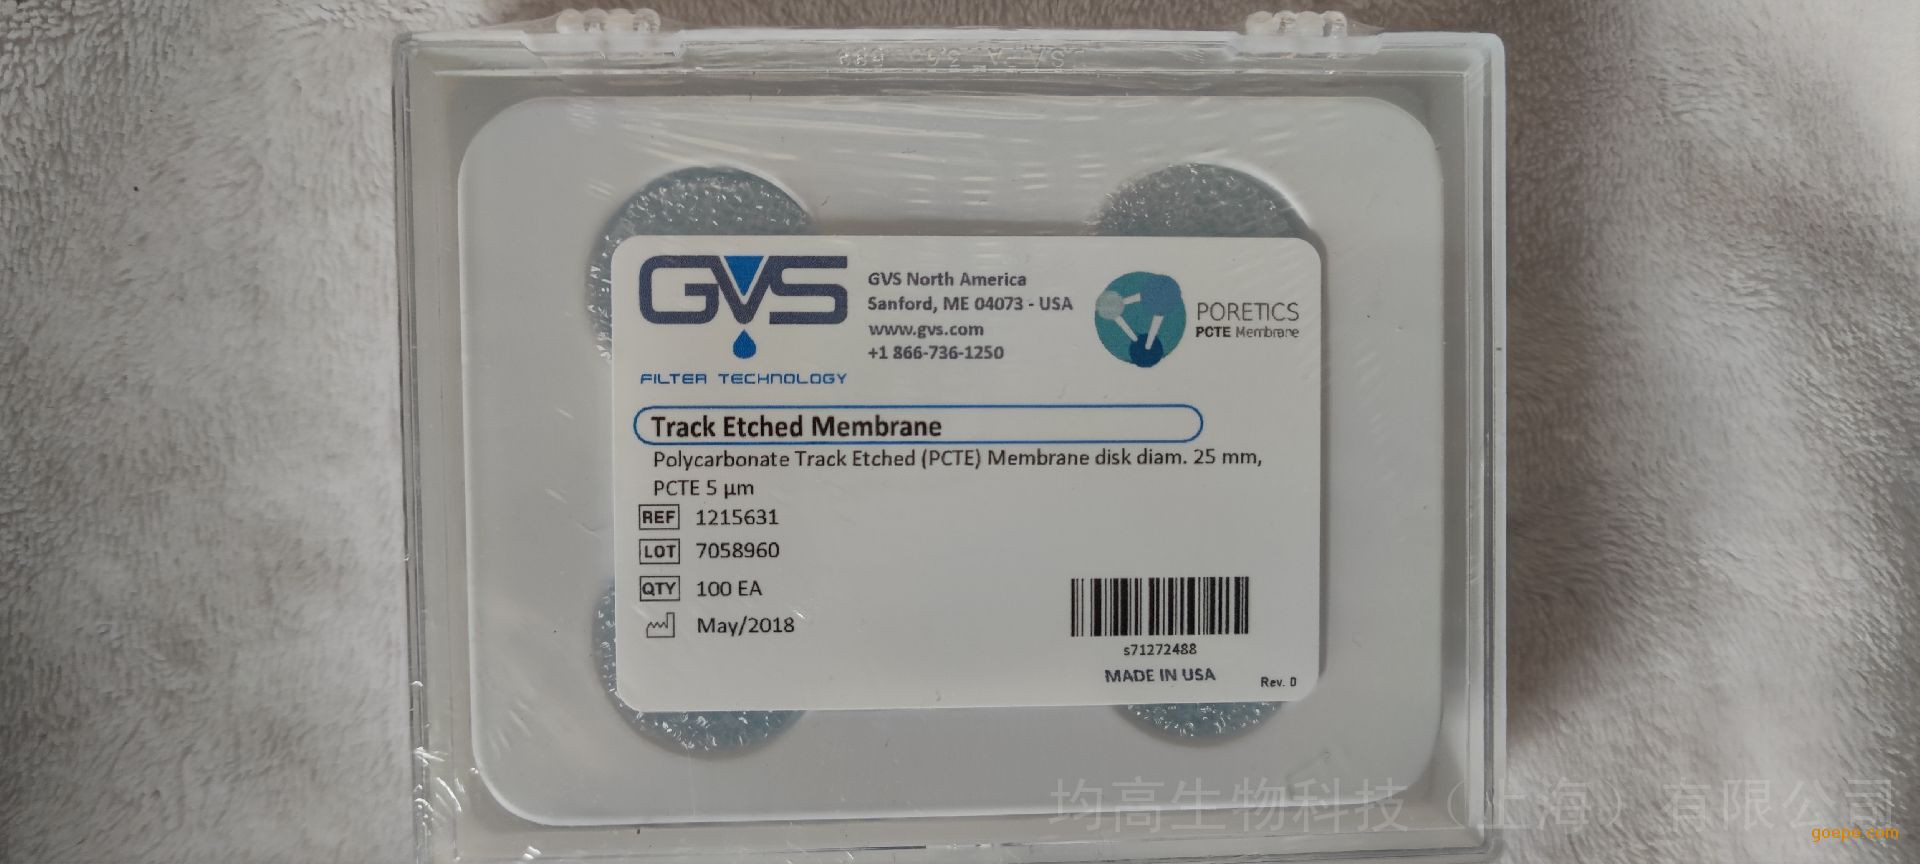 GVS
FILTER TECHNOLOGY
GVS North America
Sanford, ME 04073 - USA
www.gvs.com
+1 866-736-1250
PORETICS
PCTE Membrane
Track Etched Membrane
Polycarbonate Track Etched (PCTE) Membrane disk diam. 25 mm,
PCTE 5 µm
REF 1215631
LOT 7058960
QTY 100 EA
May/2018
s71272488
MADE IN USA
Rev. 0
均高生物科技（上海）有限公司
goepe.com